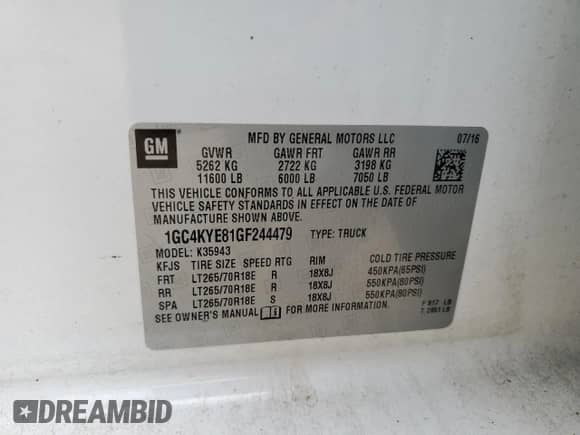 GM
MFD BY GENERAL MOTORS LLC 07/16
GVWR GAWR FRT GAWR RR
5262 KG 2722 KG 3198 KG
11600 LB 6000 LB 7050 LB
THIS VEHICLE CONFORMS TO ALL APPLICABLE U.S. FEDERAL MOTOR
VEHICLE SAFETY STANDARDS IN EFFECT ON THE DATE OF
MANUFACTURE SHOWN ABOVE.
1GC4KYE81GF244479 TYPE: TRUCK
MODEL: K35943
KFJS TIRE SIZE SPEED RTG RIM COLD TIRE PRESSURE
FRT LT265/70R18E R 18X8J 450KPA(65PSI)
RR LT265/70R18E R 18X8J 550KPA(80PSI)
SPA LT265/70R18E S 18X8J 550KPA(80PSI)
SEE OWNER'S MANUAL FOR MORE INFORMATION.
F: 917 LB
T: LB
DREAMBID